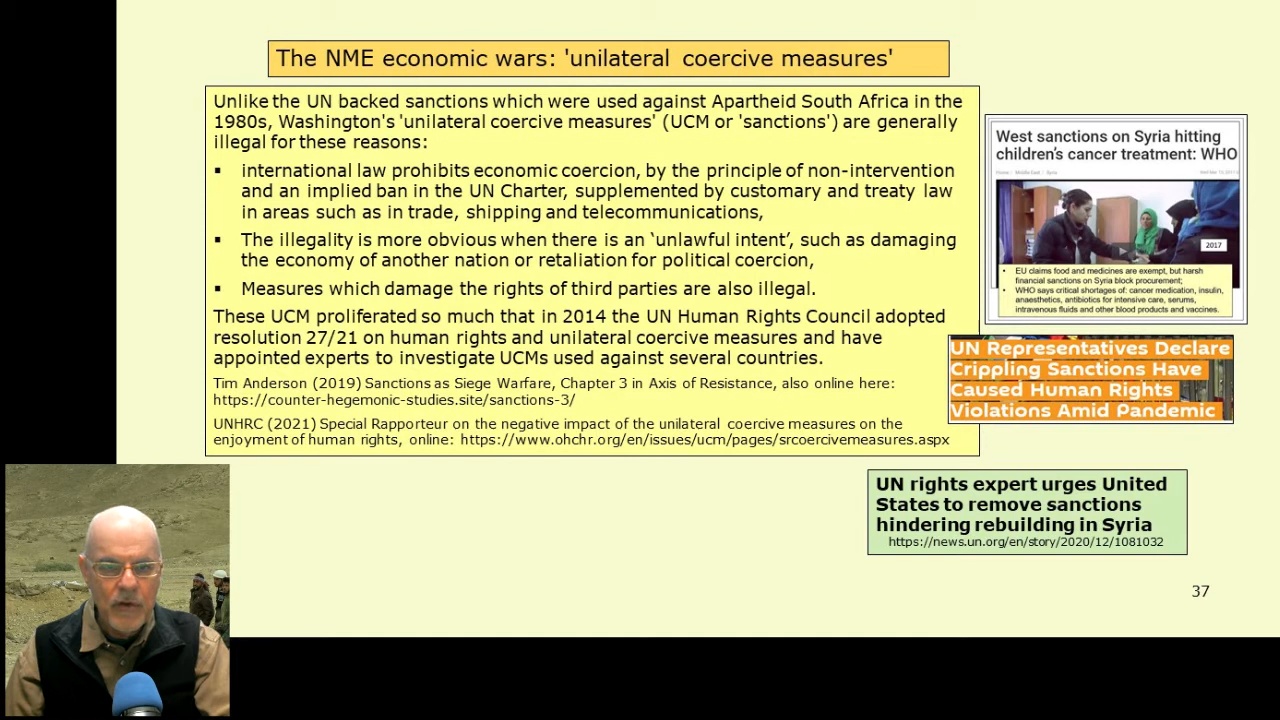 The NME economic wars: 'unilateral coercive measures'
Unlike the UN backed sanctions which were used against Apartheid South Africa in the
1980s, Washington's 'unilateral coercive measures' (UCM or 'sanctions') are generally
illegal for these reasons:
▪ international law prohibits economic coercion, by the principle of non-intervention
and an implied ban in the UN Charter, supplemented by customary and treaty law
in areas such as in trade, shipping and telecommunications,
▪ The illegality is more obvious when there is an ‘unlawful intent’, such as damaging
the economy of another nation or retaliation for political coercion,
▪ Measures which damage the rights of third parties are also illegal.
These UCM proliferated so much that in 2014 the UN Human Rights Council adopted
resolution 27/21 on human rights and unilateral coercive measures and have
appointed experts to investigate UCMs used against several countries.
Tim Anderson (2019) Sanctions as Siege Warfare, Chapter 3 in Axis of Resistance, also online here:
https://counter-hegemonic-studies.site/sanctions-3/
UNHRC (2021) Special Rapporteur on the negative impact of the unilateral coercive measures on the
enjoyment of human rights, online: https://www.ohchr.org/en/issues/ucm/pages/srcoercivemeasures.aspx
West sanctions on Syria hitting
children's cancer treatment: WHO
Home Middle East Syria
2017
• EU claims food and medicines are exempt, but harsh
financial sanctions on Syria block procurement;
• WHO says critical shortages of: cancer medication, insulin,
anaesthetics, antibiotics for intensive care, serums,
intravenous fluids and other blood products and vaccines.
UN Representatives Declare
Crippling Sanctions Have
Caused Human Rights
Violations Amid Pandemic
UN rights expert urges United
States to remove sanctions
hindering rebuilding in Syria
https://news.un.org/en/story/2020/12/1081032
37